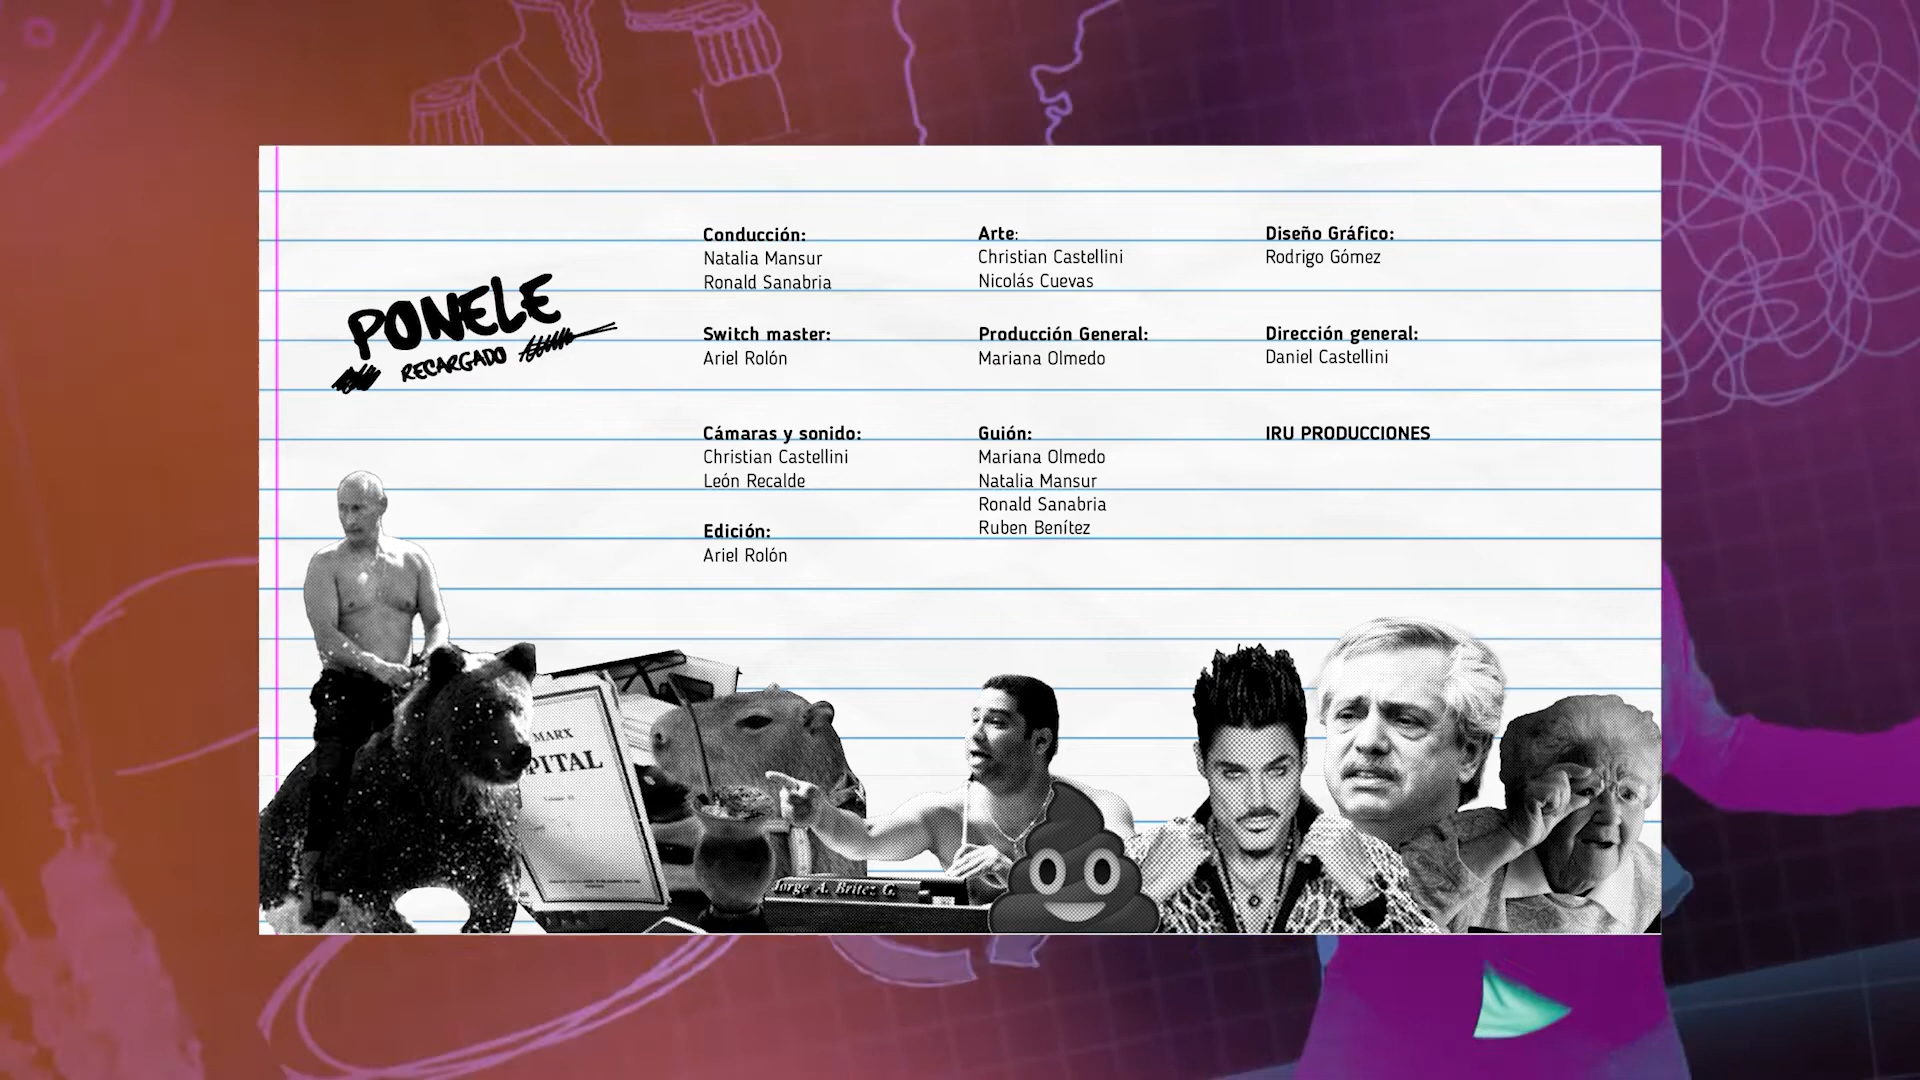 PONELE
RECARGADO
Conducción:
Natalia Mansur
Ronald Sanabria
Switch master:
Ariel Rolón
Cámaras y sonido:
Christian Castellini
León Recalde
Edición:
Ariel Rolón
Arte:
Christian Castellini
Nicolás Cuevas
Producción General:
Mariana Olmedo
Guión:
Mariana Olmedo
Natalia Mansur
Ronald Sanabria
Ruben Benítez
Diseño Gráfico:
Rodrigo Gómez
Dirección general:
Daniel Castellini
IRU PRODUCCIONES
MARX
PITAL
Jorge A. Britez G.